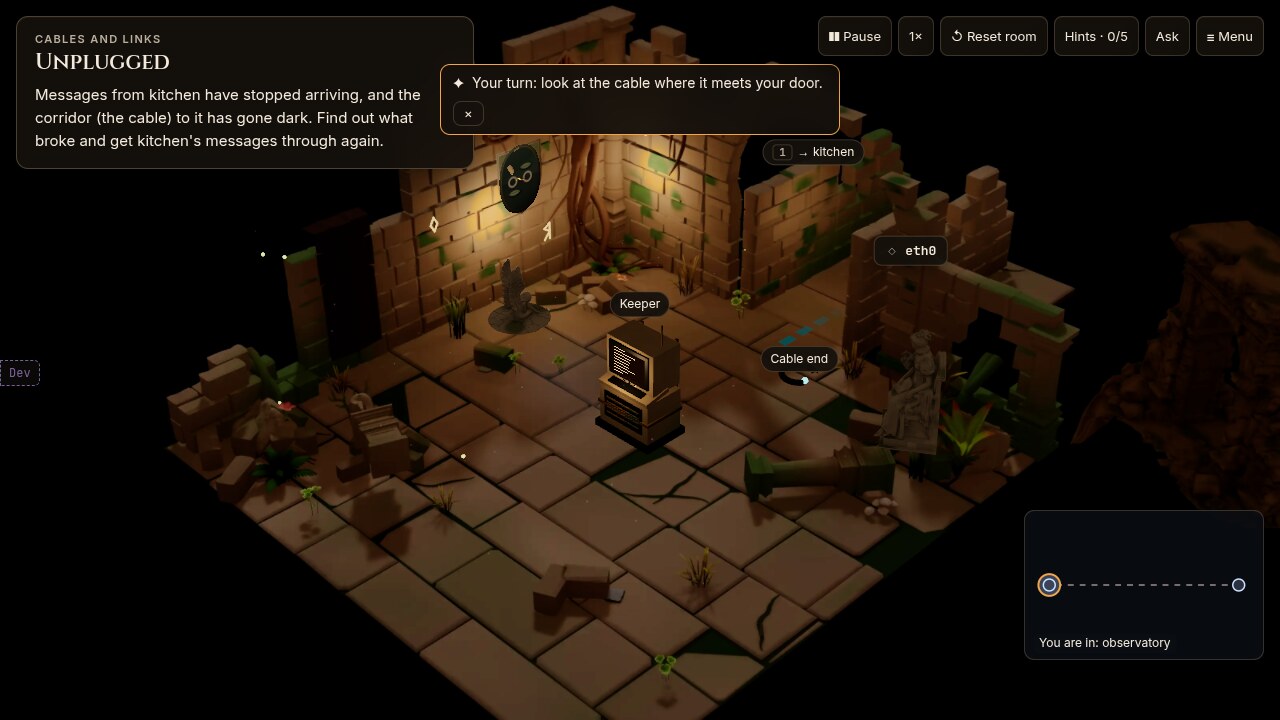 CABLES AND LINKS
UNPLUGGED
Messages from kitchen have stopped arriving, and the
corridor (the cable) to it has gone dark. Find out what
broke and get kitchen's messages through again.
✦ Your turn: look at the cable where it meets your door.
×
Pause
1×
Reset room
Hints · 0/5
Ask
≡ Menu
1 → kitchen
◇ eth0
Keeper
Cable end
Dev
You are in: observatory